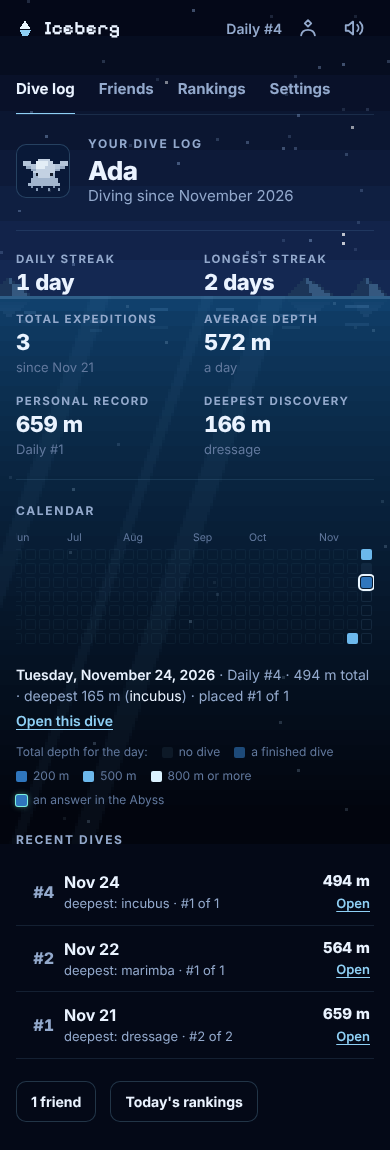 Iceberg
Daily #4
Dive log Friends Rankings Settings
YOUR DIVE LOG
Ada
Diving since November 2026
DAILY STREAK LONGEST STREAK
1 day 2 days
TOTAL EXPEDITIONS AVERAGE DEPTH
3 572 m
since Nov 21 a day
PERSONAL RECORD DEEPEST DISCOVERY
659 m 166 m
Daily #1 dressage
CALENDAR
un Jul Aug Sep Oct Nov
Tuesday, November 24, 2026 · Daily #4 · 494 m total
· deepest 165 m (incubus) · placed #1 of 1
Open this dive
Total depth for the day: no dive a finished dive
200 m 500 m 800 m or more
an answer in the Abyss
RECENT DIVES
#4 Nov 24 494 m
deepest: incubus · #1 of 1 Open
#2 Nov 22 564 m
deepest: marimba · #1 of 1 Open
#1 Nov 21 659 m
deepest: dressage · #2 of 2 Open
1 friend Today's rankings